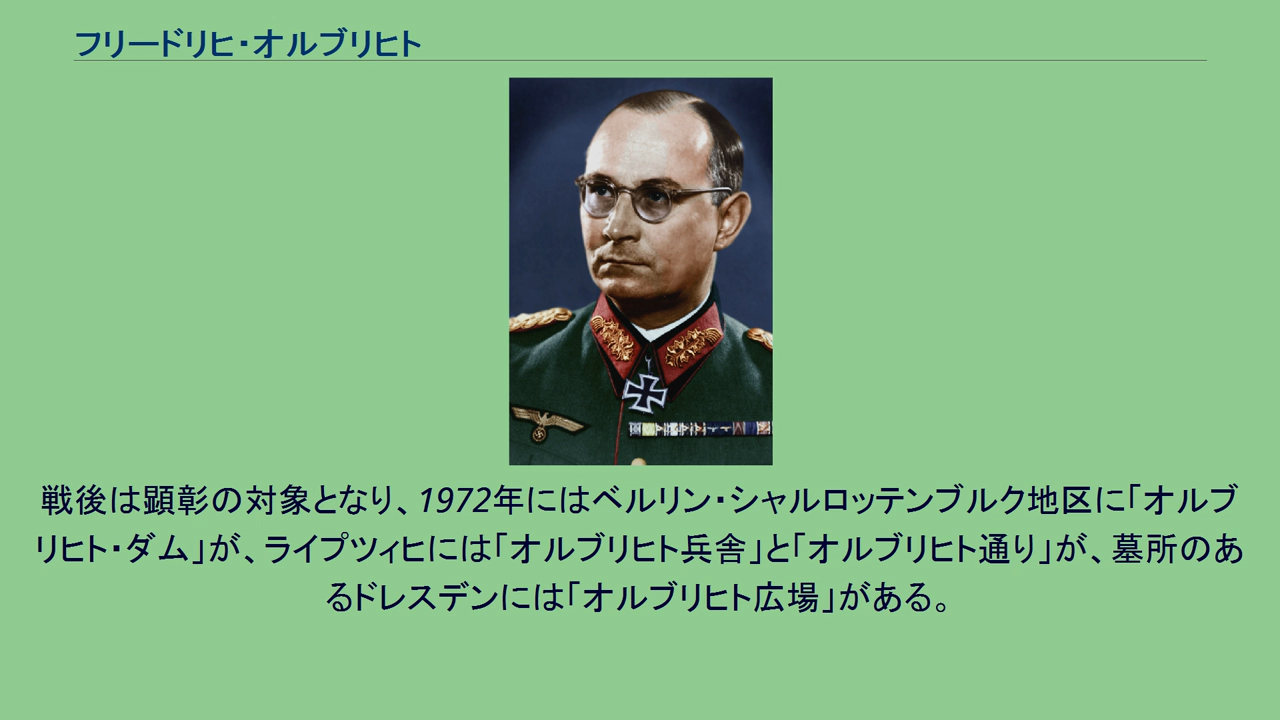 フリードリヒ・オルブリヒト
戦後は顕彰の対象となり、1972年にはベルリン・シャルロッテンブルク地区に「オルブ
リヒト・ダム」が、ライプツィヒには「オルブリヒト兵舎」と「オルブリヒト通り」が、墓所のあ
るドレスデンには「オルブリヒト広場」がある。